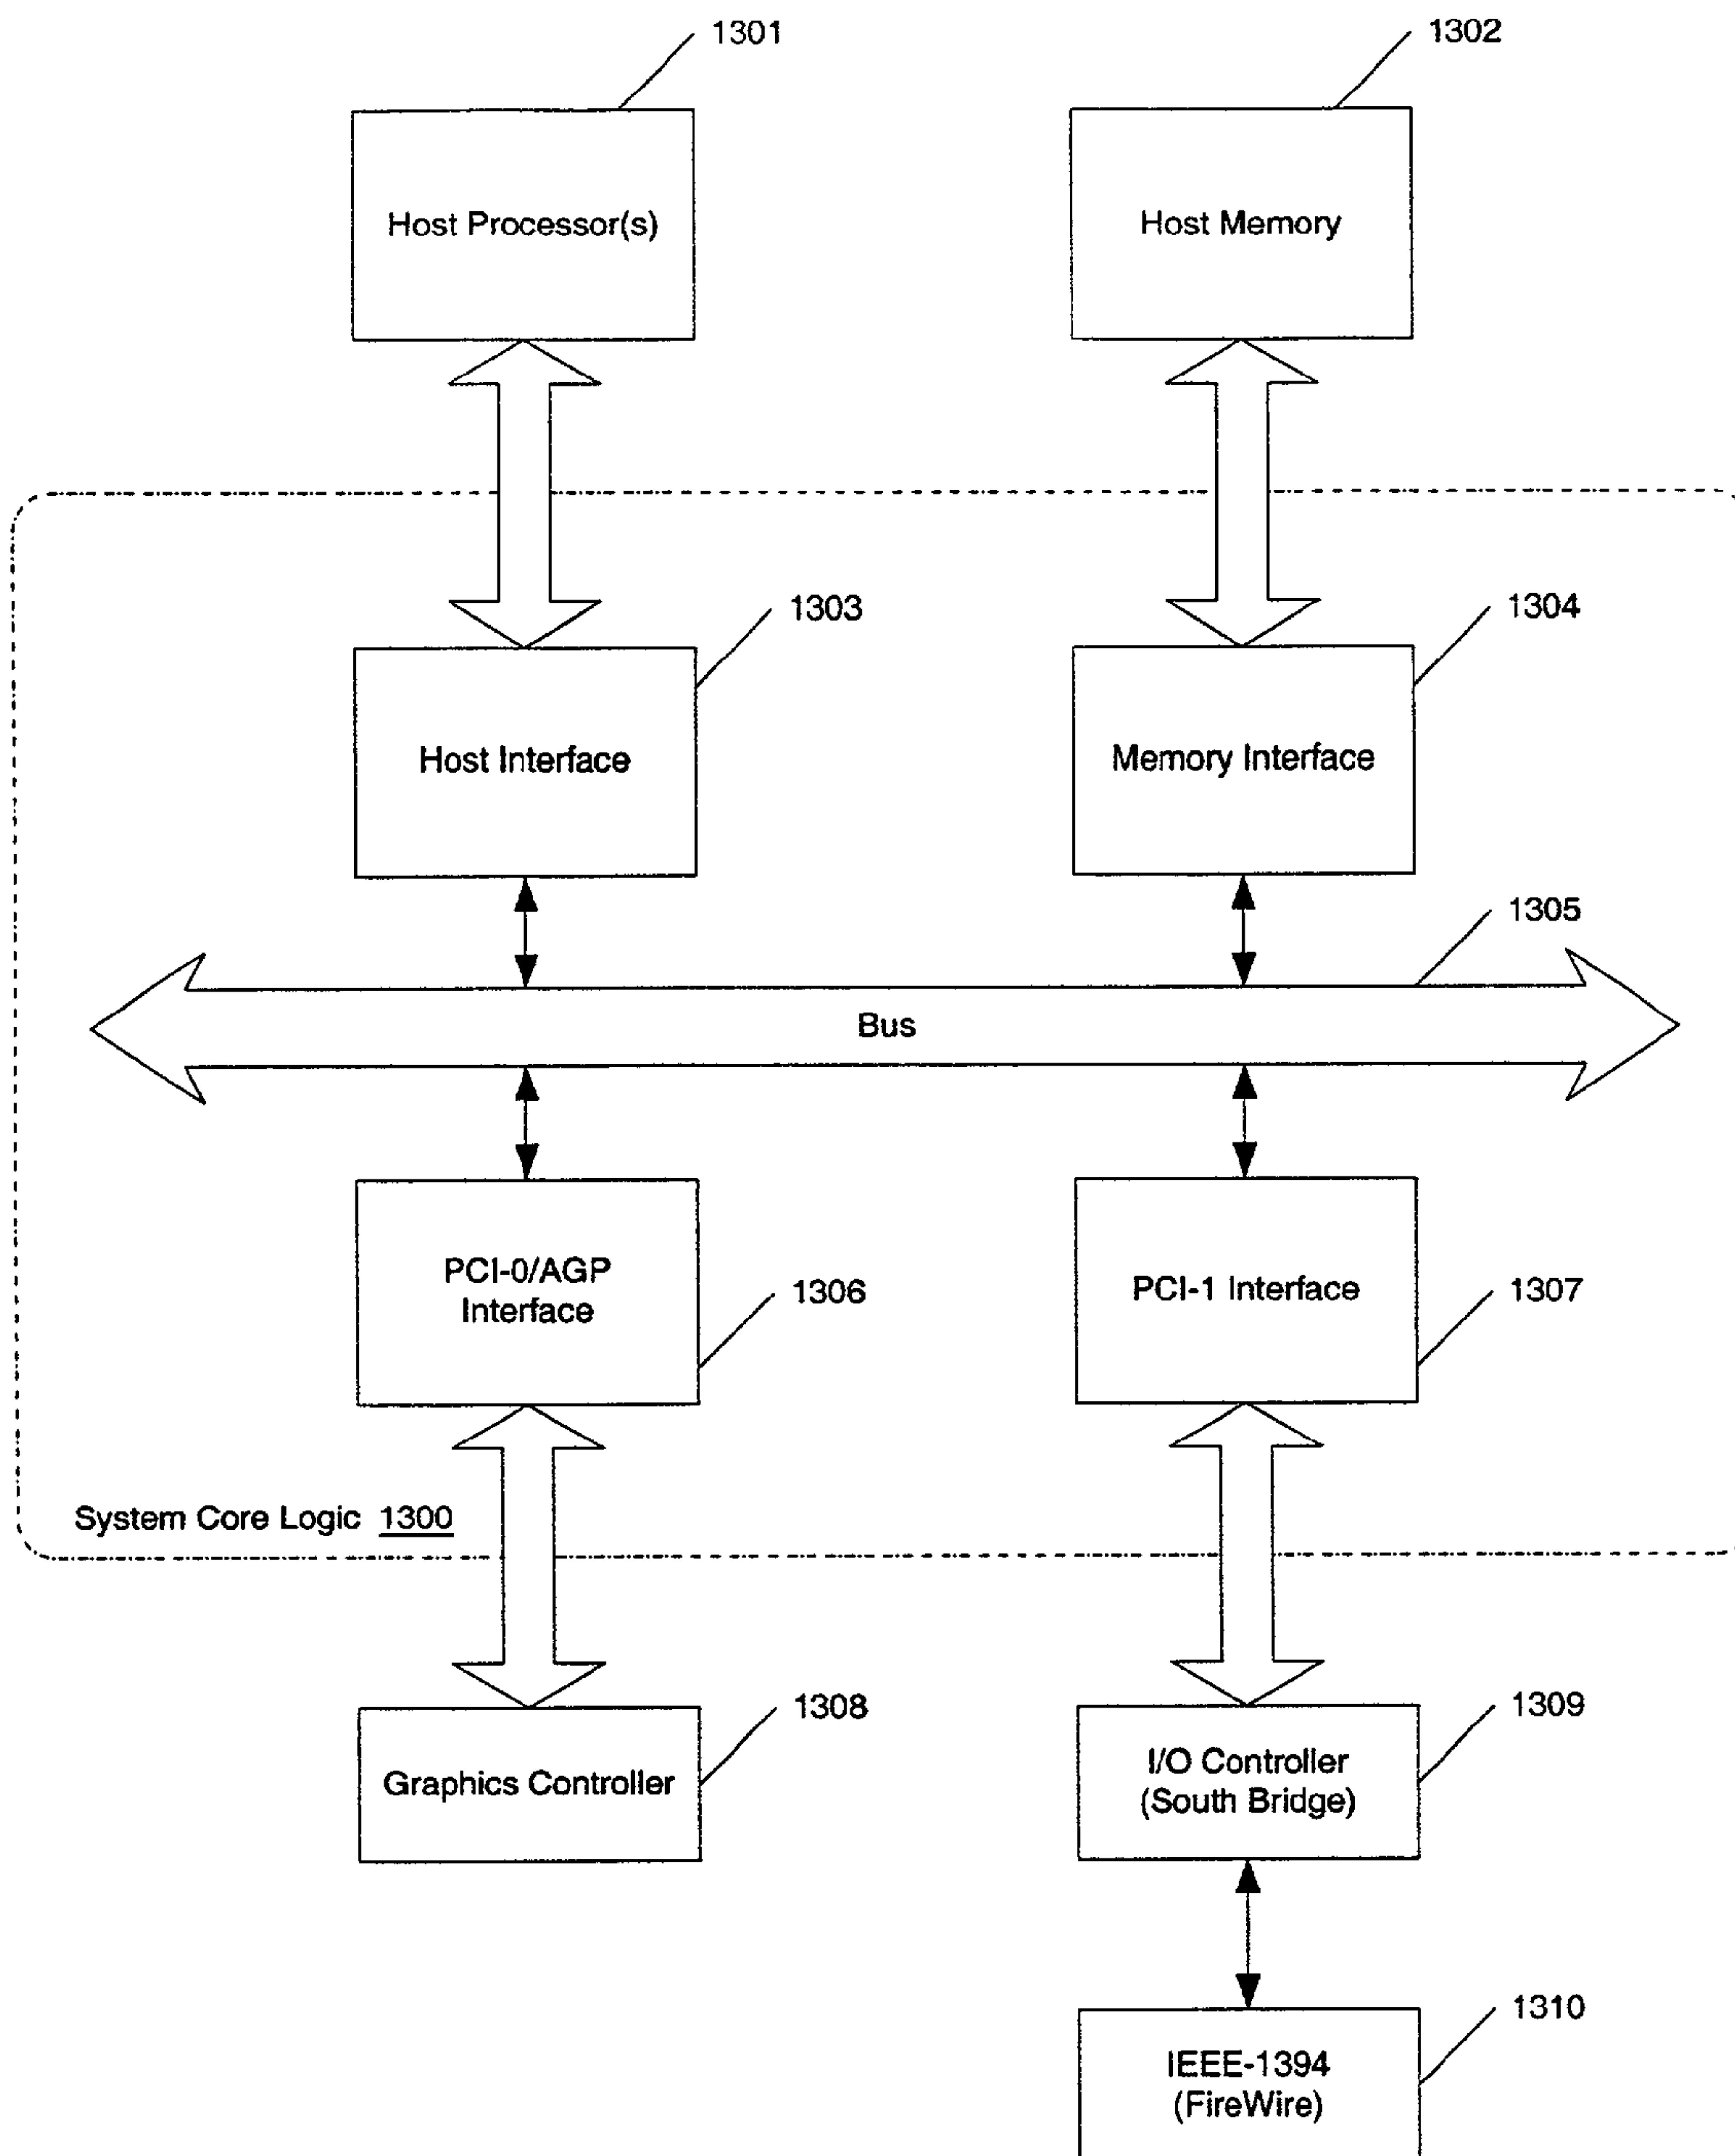 1301
1302
Host Processor(s)
Host Memory
1303
1304
Host Interface
Memory Interface
1305
Bus
PCI-0/AGP
Interface
1306
PCI-1 Interface
1307
System Core Logic 1300
1308
1309
Graphics Controller
I/O Controller
(South Bridge)
1310
IEEE-1394
(FireWire)